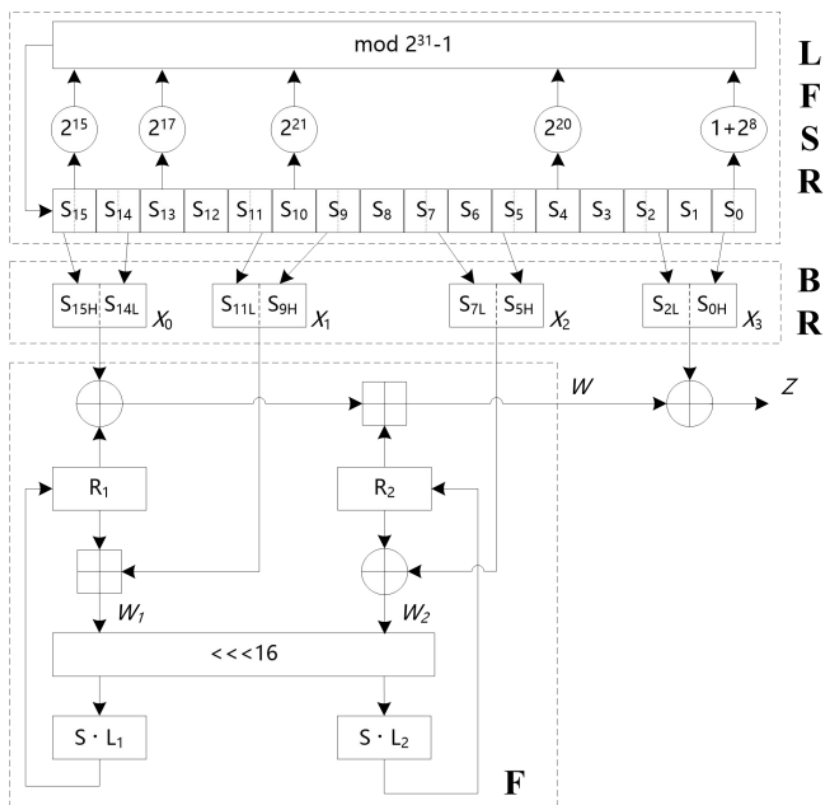 mod 2³¹-1
2¹⁵ 2¹⁷ 2²¹ 2²⁰ 1+2⁸
S₁₅ S₁₄ S₁₃ S₁₂ S₁₁ S₁₀ S₉ S₈ S₇ S₆ S₅ S₄ S₃ S₂ S₁ S₀
L
F
S
R
S₁₅H S₁₄L X₀ S₁₁L S₉H X₁ S₇L S₅H X₂ S₂L S₀H X₃
B
R
W Z
R₁ R₂
W₁ W₂
<<<16
S · L₁ S · L₂
F